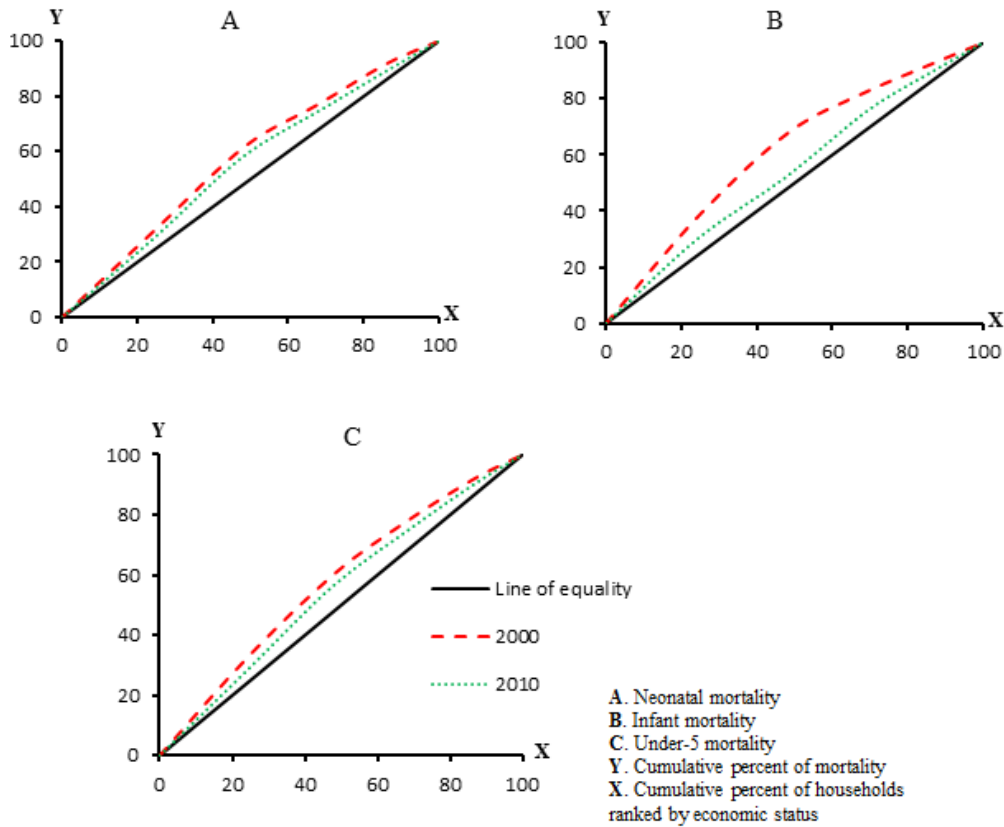 Y
A
100
80
60
40
20
0
X
0 20 40 60 80 100
Y
B
100
80
60
40
20
0
X
0 20 40 60 80 100
Y
C
100
80
60
40
20
0
X
0 20 40 60 80 100
Line of equality
2000
2010
A. Neonatal mortality
B. Infant mortality
C. Under-5 mortality
Y. Cumulative percent of mortality
X. Cumulative percent of households
ranked by economic status